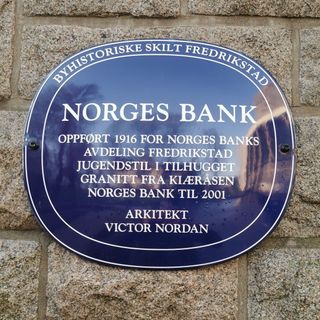 BYHISTORISKE SKILT FREDRIKSTAD
NORGES BANK
OPPFØRT 1916 FOR NORGES BANKS
AVDELING FREDRIKSTAD
JUGENDSTIL I TILHUGGET
GRANITT FRA KIÆRÅSEN
NORGES BANK TIL 2001
ARKITEKT
VICTOR NORDAN